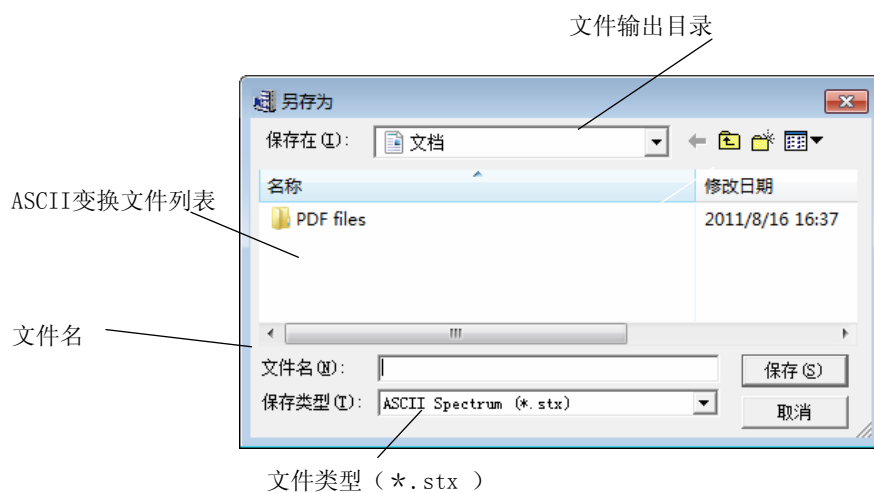 文件输出目录
另存为
保存在(I):
文档
名称
修改日期
ASCII变换文件列表
PDF files
2011/8/16 16:37
文件名
文件名(N):
保存(S)
保存类型(T):
ASCII Spectrum (*.stx)
取消
文件类型（*.stx ）